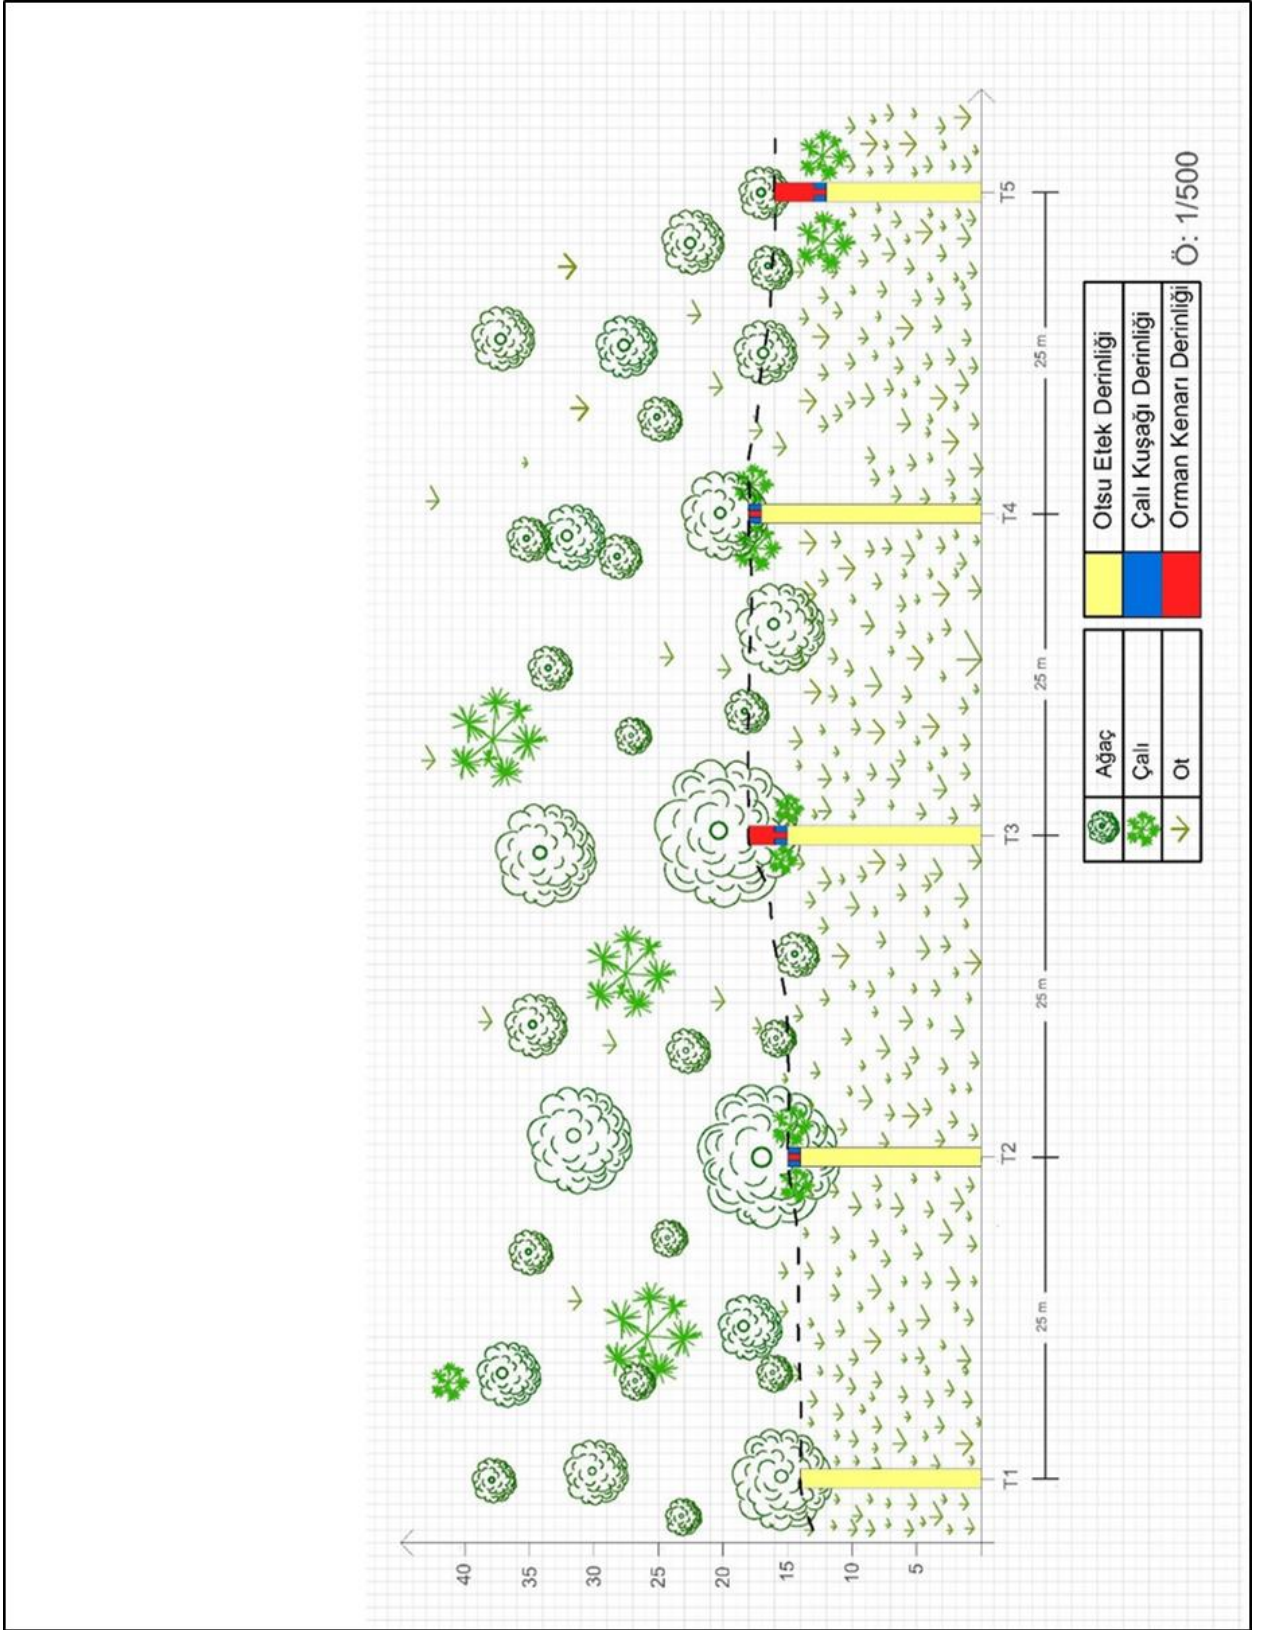 40
35
30
25
20
15
10
5
T1
T2
T3
T4
T5
25 m
25 m
25 m
25 m
Ağaç
Çalı
Ot
Otsu Etek Derinliği
Çalı Kuşağı Derinliği
Orman Kenarı Derinliği
Ö: 1/500